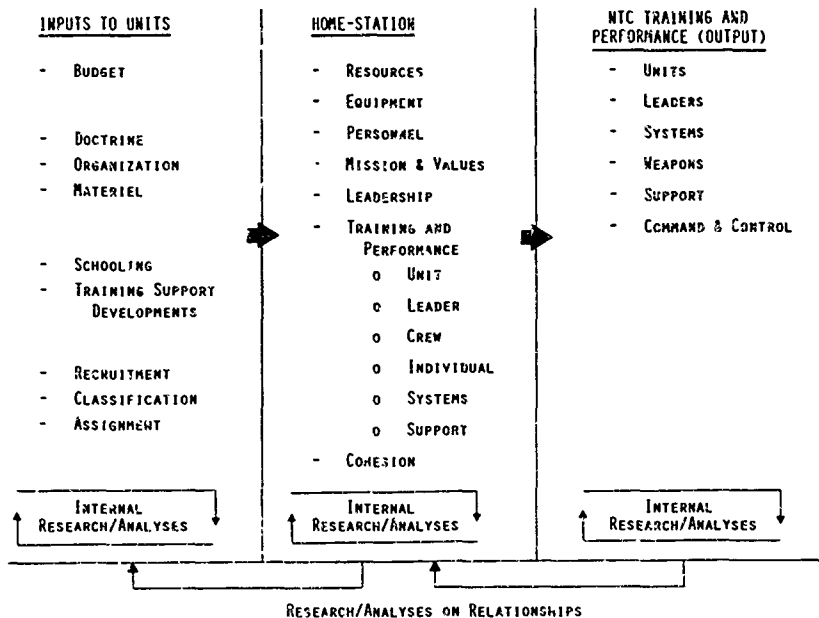 INPUTS TO UNITS
- BUDGET
- DOCTRINE
- ORGANIZATION
- MATERIEL
- SCHOOLING
- TRAINING SUPPORT
DEVELOPMENTS
- RECRUITMENT
- CLASSIFICATION
- ASSIGNMENT
INTERNAL
RESEARCH/ANALYSES
HOME-STATION
- RESOURCES
- EQUIPMENT
- PERSONNEL
- MISSION & VALUES
- LEADERSHIP
- TRAINING AND
PERFORMANCE
o UNIT
o LEADER
o CREW
o INDIVIDUAL
o SYSTEMS
o SUPPORT
- COHESION
INTERNAL
RESEARCH/ANALYSES
NTC TRAINING AND
PERFORMANCE (OUTPUT)
- UNITS
- LEADERS
- SYSTEMS
- WEAPONS
- SUPPORT
- COMMAND & CONTROL
INTERNAL
RESEARCH/ANALYSES
RESEARCH/ANALYSES ON RELATIONSHIPS